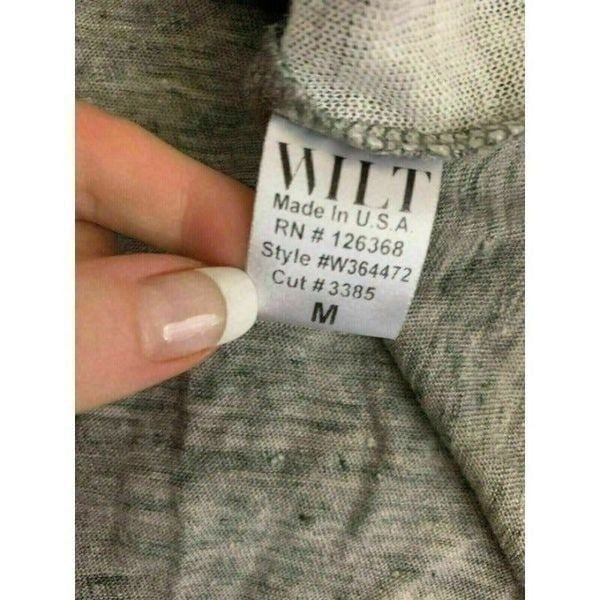 WILT
Made In U.S.A.
RN # 126368
Style #W364472
Cut # 3385
M